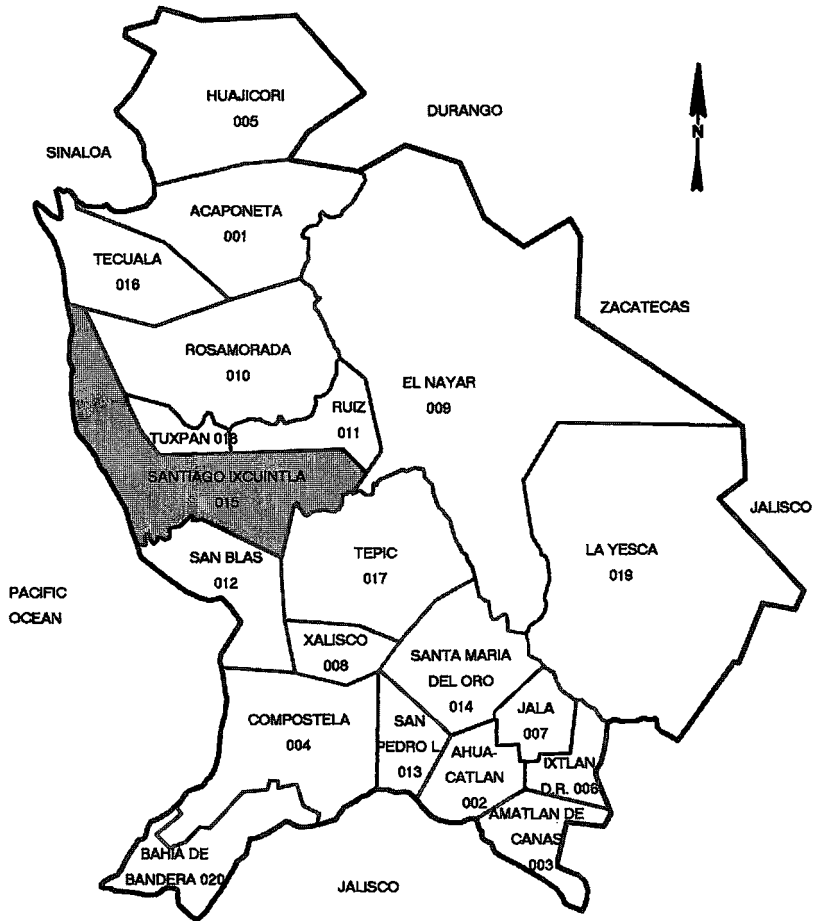 HUAJICORI
005
DURANGO
N
SINALOA
ACAPONETA
001
TECUALA
016
ZACATECAS
ROSAMORADA
010
EL NAYAR
009
RUIZ
011
TUXPAN 018
SANTIAGO IXCUINTLA
015
JALISCO
SAN BLAS
012
TEPIC
017
LA YESCA
019
PACIFIC
OCEAN
XALISCO
008
SANTA MARIA
DEL ORO
014
COMPOSTELA
004
SAN
PEDRO L.
013
JALA
007
AHUA-
CATLAN
002
IXTLAN
D.R. 006
AMATLAN DE
CANAS
003
BAHIA DE
BANDERA 020
JALISCO